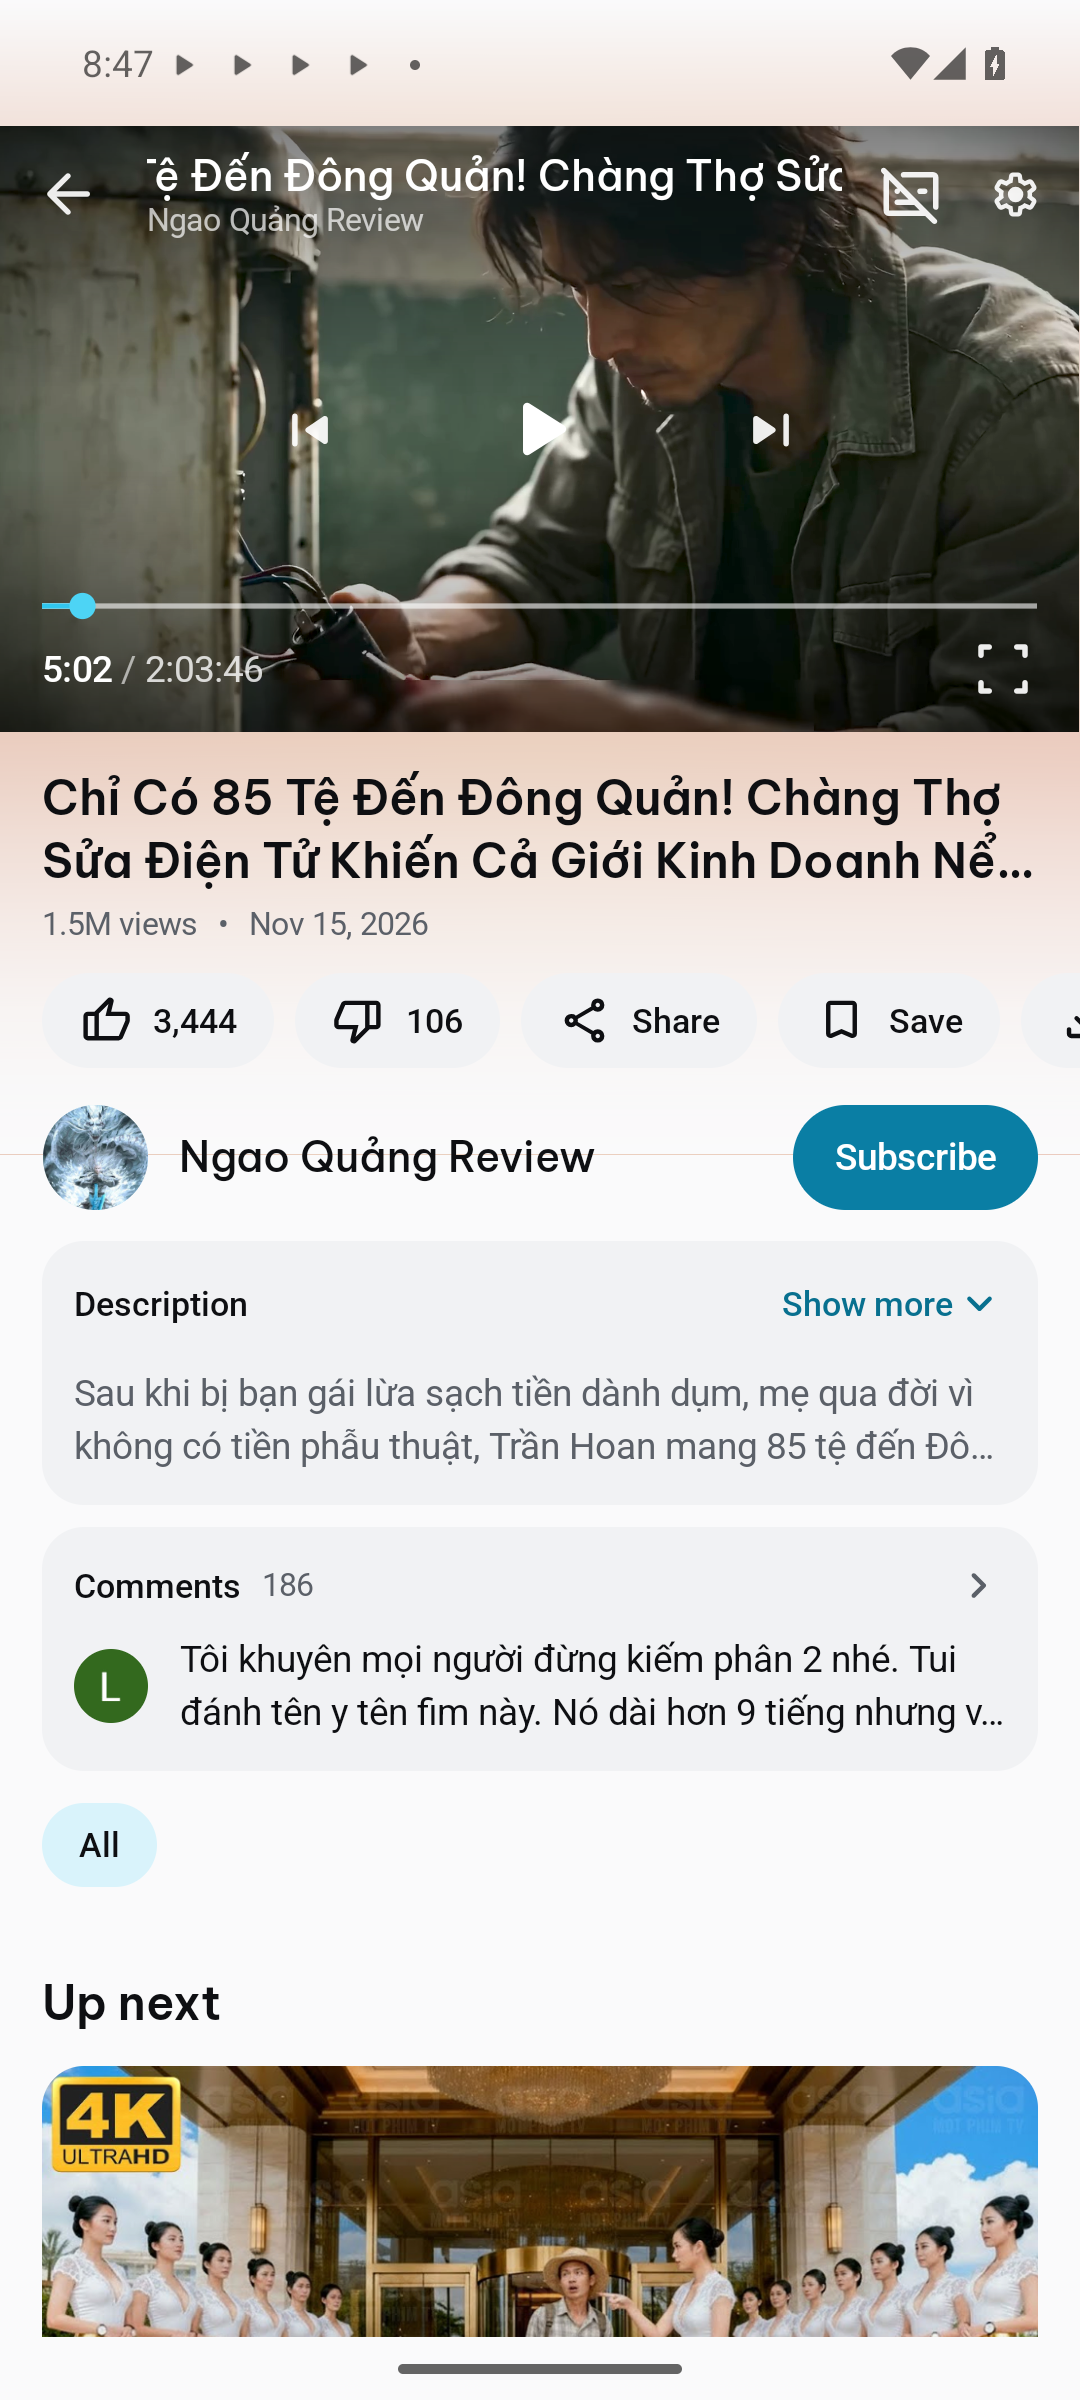 8:47
ệ Đến Đông Quản! Chàng Thợ Sửa
Ngao Quảng Review
5:02 / 2:03:46
Chỉ Có 85 Tệ Đến Đông Quản! Chàng Thợ
Sửa Điện Tử Khiến Cả Giới Kinh Doanh Nể...
1.5M views • Nov 15, 2026
3,444
106
Share
Save
Ngao Quảng Review
Subscribe
Description
Show more
Sau khi bị bạn gái lừa sạch tiền dành dụm, mẹ qua đời vì
không có tiền phẫu thuật, Trần Hoan mang 85 tệ đến Đô...
Comments 186
L
Tôi khuyên mọi người đừng kiếm phân 2 nhé. Tui
đánh tên y tên fim này. Nó dài hơn 9 tiếng nhưng v...
All
Up next
4K
ULTRAHD
asia
MỘT PHIM TV